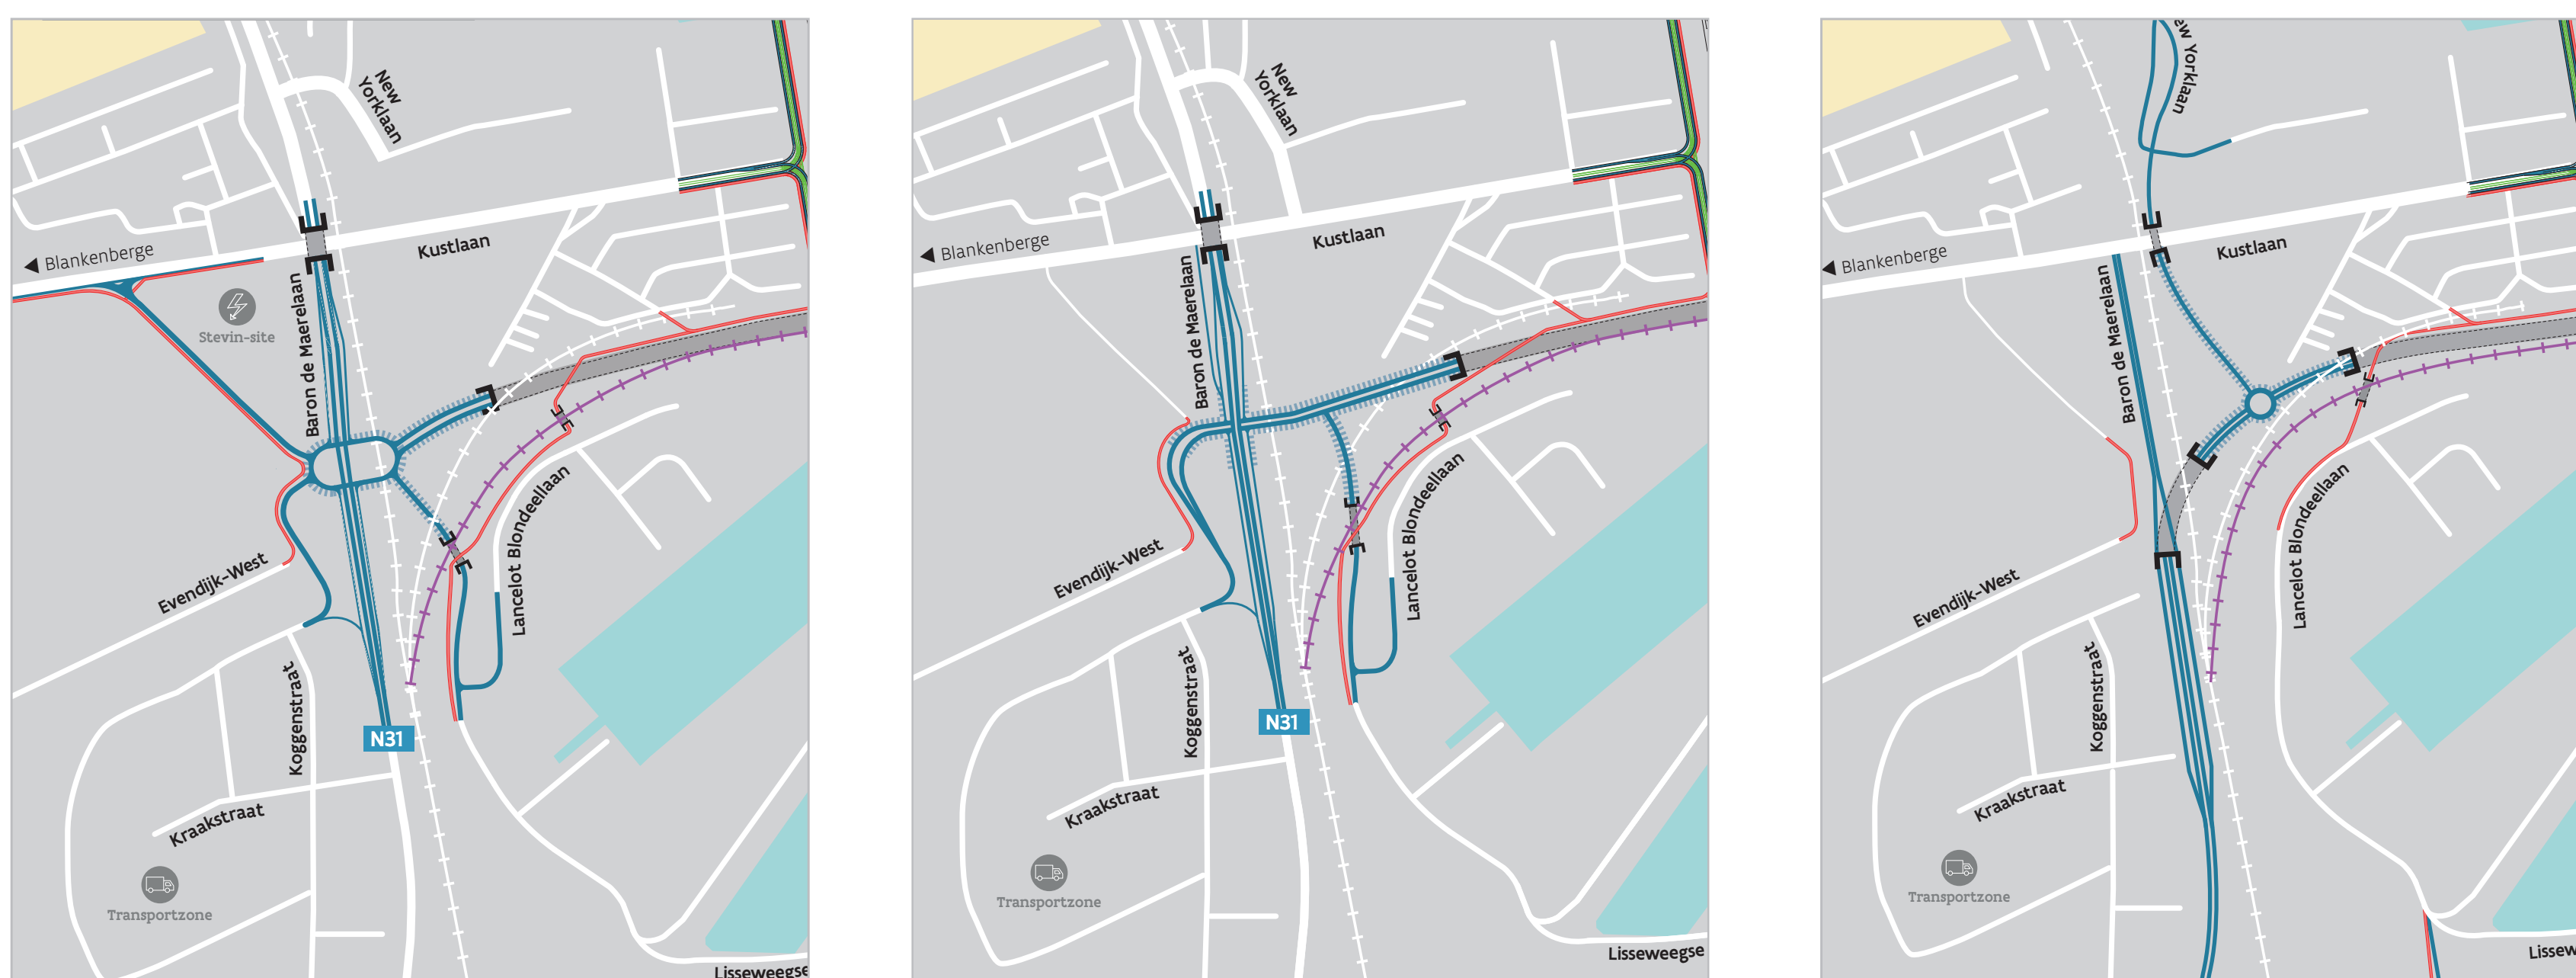 New
Yorklaan
Blankenberge
Kustlaan
Stevin-site
Baron de Maerelaan
Evendijk-West
Lancelot Blondeellaan
Koggenstraat
N31
Kraakstraat
Transportzone
Lisseweegse
New
Yorklaan
Blankenberge
Kustlaan
Baron de Maerelaan
Evendijk-West
Lancelot Blondeellaan
Koggenstraat
N31
Kraakstraat
Transportzone
Lisseweegse
ew Yorklaan
Blankenberge
Kustlaan
Baron de Maerelaan
Evendijk-West
Lancelot Blondeellaan
Koggenstraat
Kraakstraat
Transportzone
Lissew